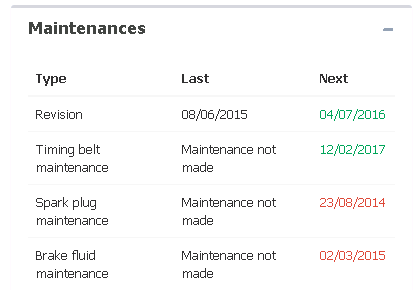 Maintenances
Type Last Next
Revision 08/06/2015 04/07/2016
Timing belt maintenance Maintenance not made 12/02/2017
Spark plug maintenance Maintenance not made 23/08/2014
Brake fluid maintenance Maintenance not made 02/03/2015